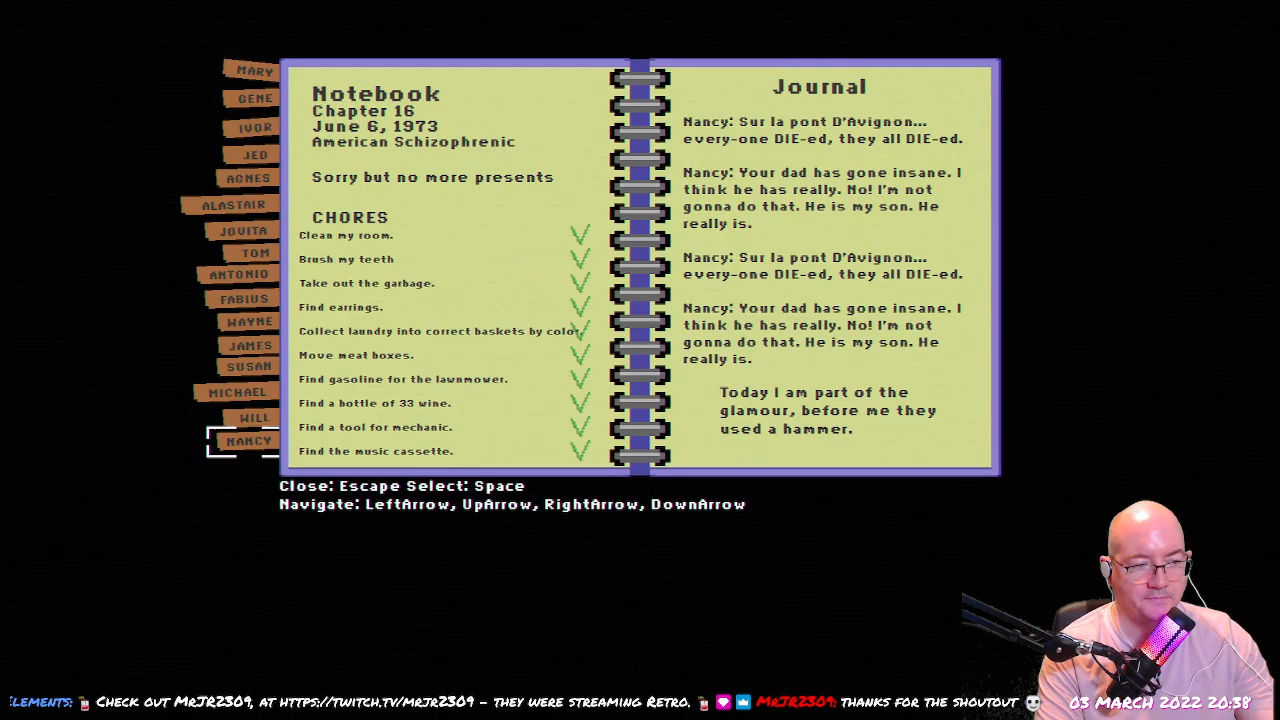 MARY
GENE
IVOR
JED
AGNES
ALASTAIR
JOVITA
TOM
ANTONIO
FABIUS
WAYNE
JAMES
SUSAN
MICHAEL
WILL
NANCY
Notebook
Chapter 16
June 6, 1973
American Schizophrenic
Sorry but no more presents
CHORES
Clean my room.
Brush my teeth
Take out the garbage.
Find earrings.
Collect laundry into correct baskets by color.
Move meat boxes.
Find gasoline for the lawnmower.
Find a bottle of 33 wine.
Find a tool for mechanic.
Find the music cassette.
Journal
Nancy: Sur la pont D'Avignon...
every-one DIE-ed, they all DIE-ed.
Nancy: Your dad has gone insane. I
think he has really. No! I'm not
gonna do that. He is my son. He
really is.
Nancy: Sur la pont D'Avignon...
every-one DIE-ed, they all DIE-ed.
Nancy: Your dad has gone insane. I
think he has really. No! I'm not
gonna do that. He is my son. He
really is.
Today I am part of the
glamour, before me they
used a hammer.
Close: Escape Select: Space
Navigate: LeftArrow, UpArrow, RightArrow, DownArrow
ELEMENTS: CHECK OUT MRJR2309, AT HTTPS://TWITCH.TV/MRJR2309 - THEY WERE STREAMING RETRO. MRJR2309: THANKS FOR THE SHOUTOUT 03 MARCH 2022 20:38